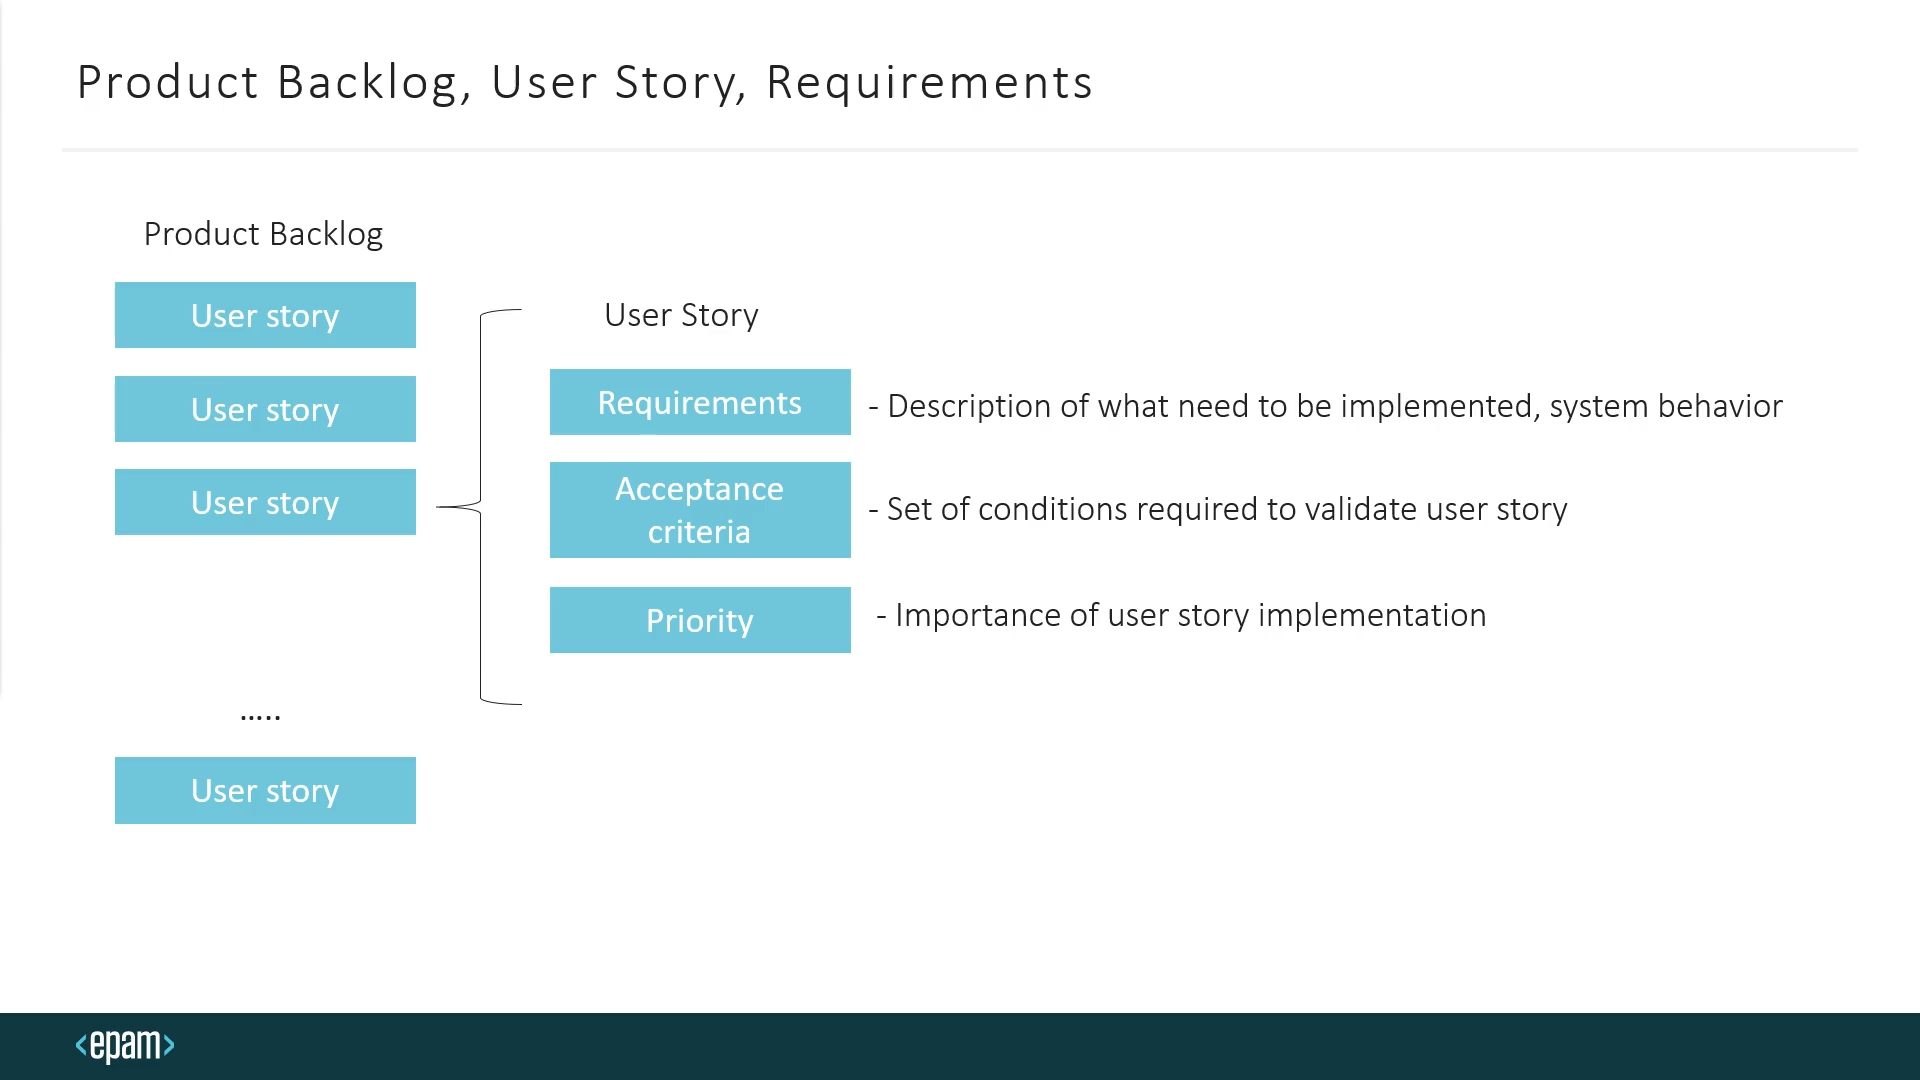 Product Backlog, User Story, Requirements
Product Backlog
User story
User story
User story
.....
User story
User Story
Requirements
- Description of what need to be implemented, system behavior
Acceptance
criteria
- Set of conditions required to validate user story
Priority
- Importance of user story implementation
<epam>